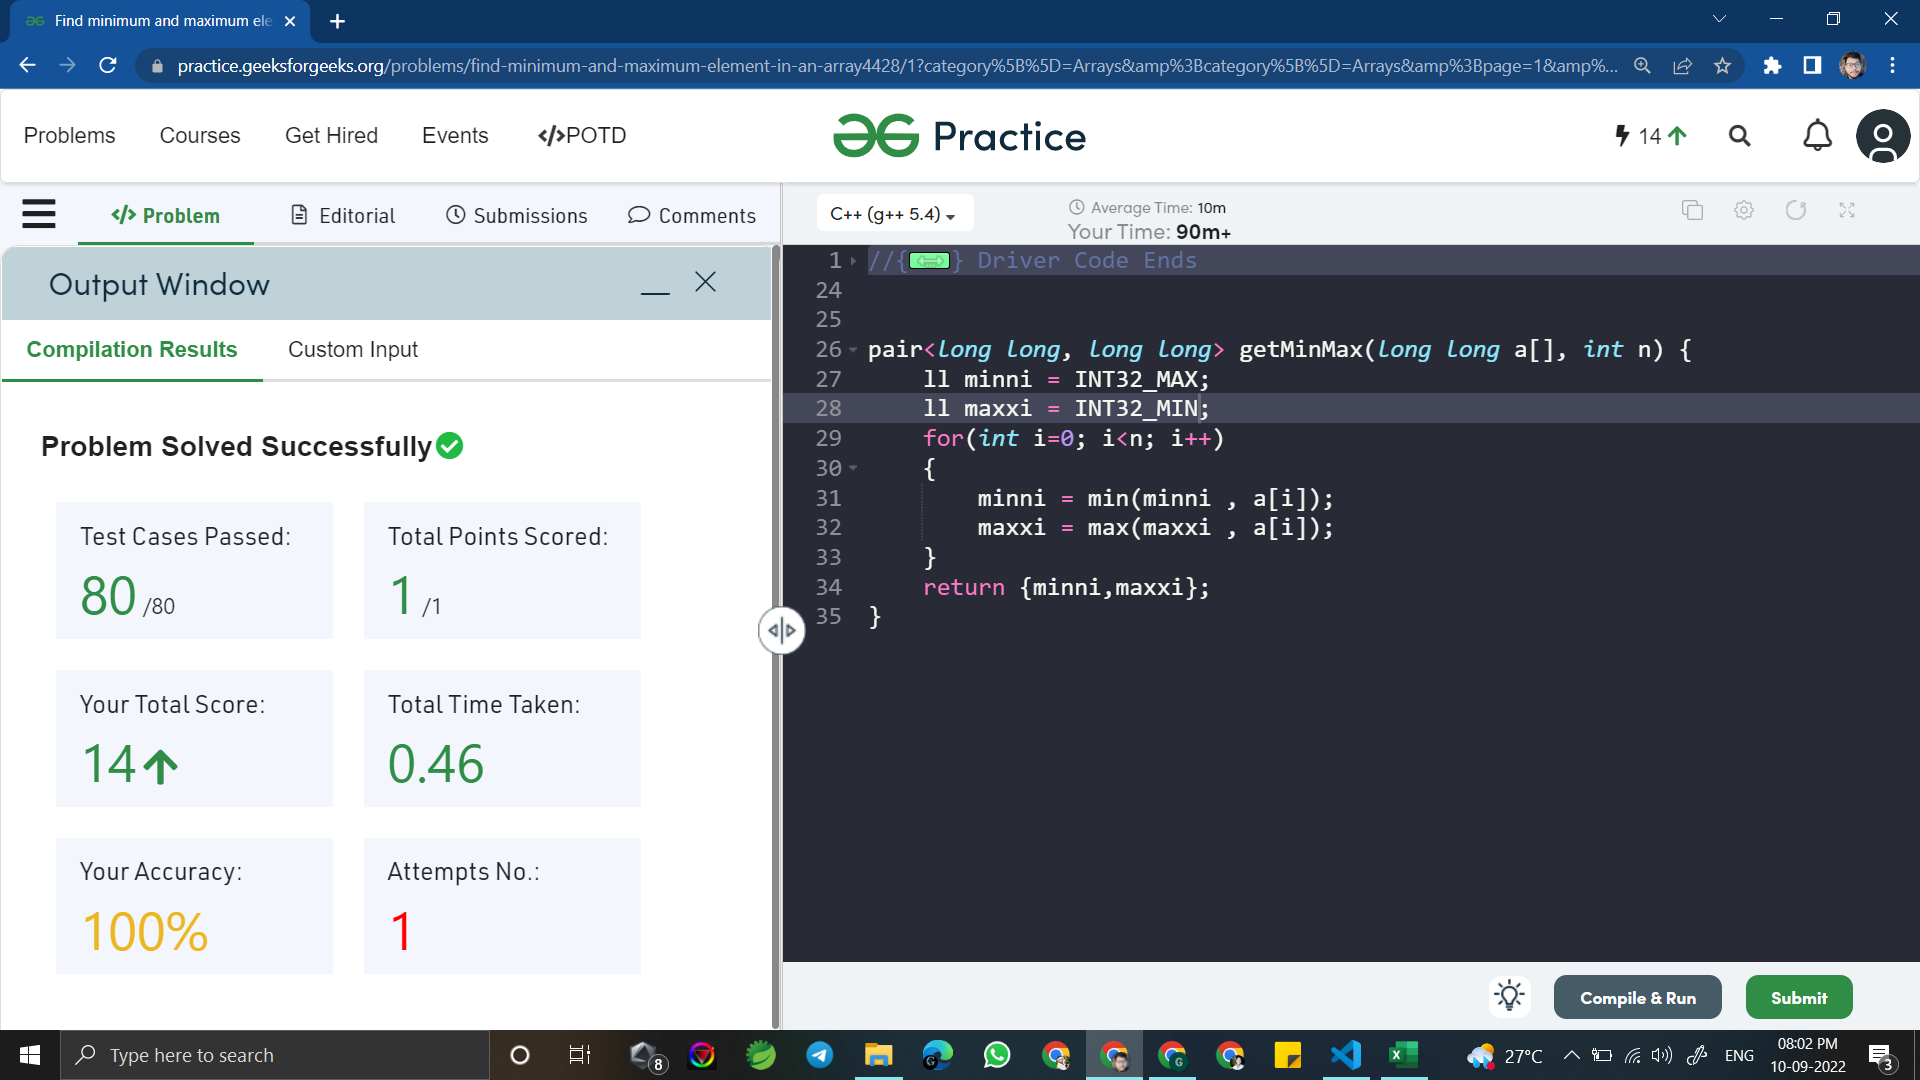 Find minimum and maximum ele
practice.geeksforgeeks.org/problems/find-minimum-and-maximum-element-in-an-array4428/1?category%5B%5D=Arrays&amp%3Bcategory%5B%5D=Arrays&amp%3Bpage=1&amp%...
Problems Courses Get Hired Events </>POTD
Practice
14
</> Problem Editorial Submissions Comments
C++ (g++ 5.4)
Average Time: 10m
Your Time: 90m+
Output Window
Compilation Results Custom Input
Problem Solved Successfully
Test Cases Passed:
80 /80
Total Points Scored:
1 /1
Your Total Score:
14
Total Time Taken:
0.46
Your Accuracy:
100%
Attempts No.:
1
1 //{} Driver Code Ends
24
25
26 pair<long long, long long> getMinMax(long long a[], int n) {
27 ll minni = INT32_MAX;
28 ll maxxi = INT32_MIN;
29 for(int i=0; i<n; i++)
30 {
31 minni = min(minni , a[i]);
32 maxxi = max(maxxi , a[i]);
33 }
34 return {minni,maxxi};
35 }
Compile & Run Submit
Type here to search
8
27°C
ENG
08:02 PM
10-09-2022
3